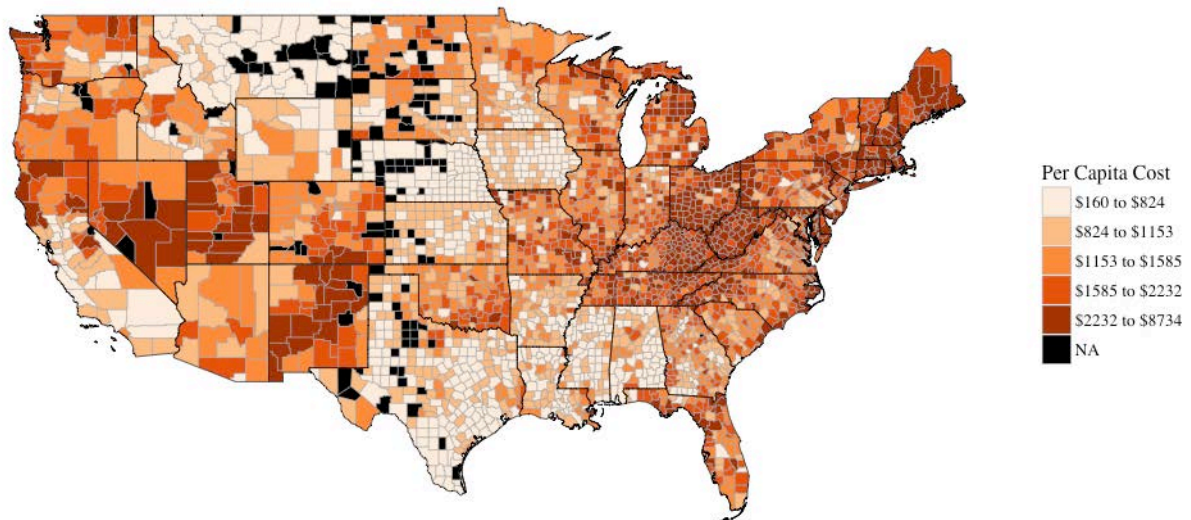 Per Capita Cost
$160 to $824
$824 to $1153
$1153 to $1585
$1585 to $2232
$2232 to $8734
NA